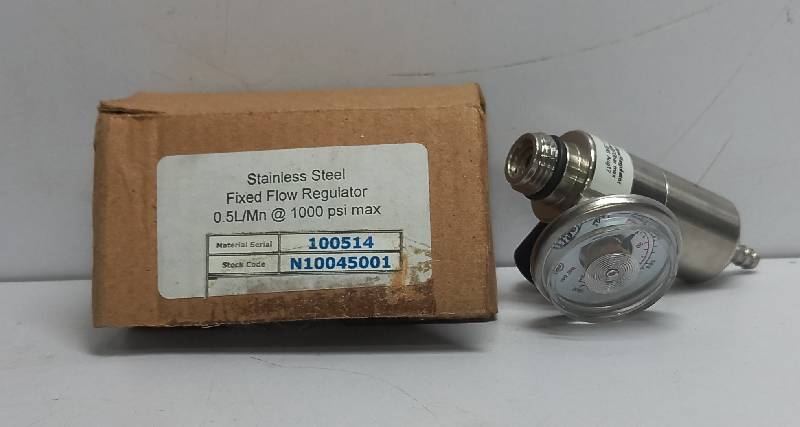 Stainless Steel
Fixed Flow Regulator
0.5L/Mn @ 1000 psi max
Material Serial 100514
Stock Code N10045001